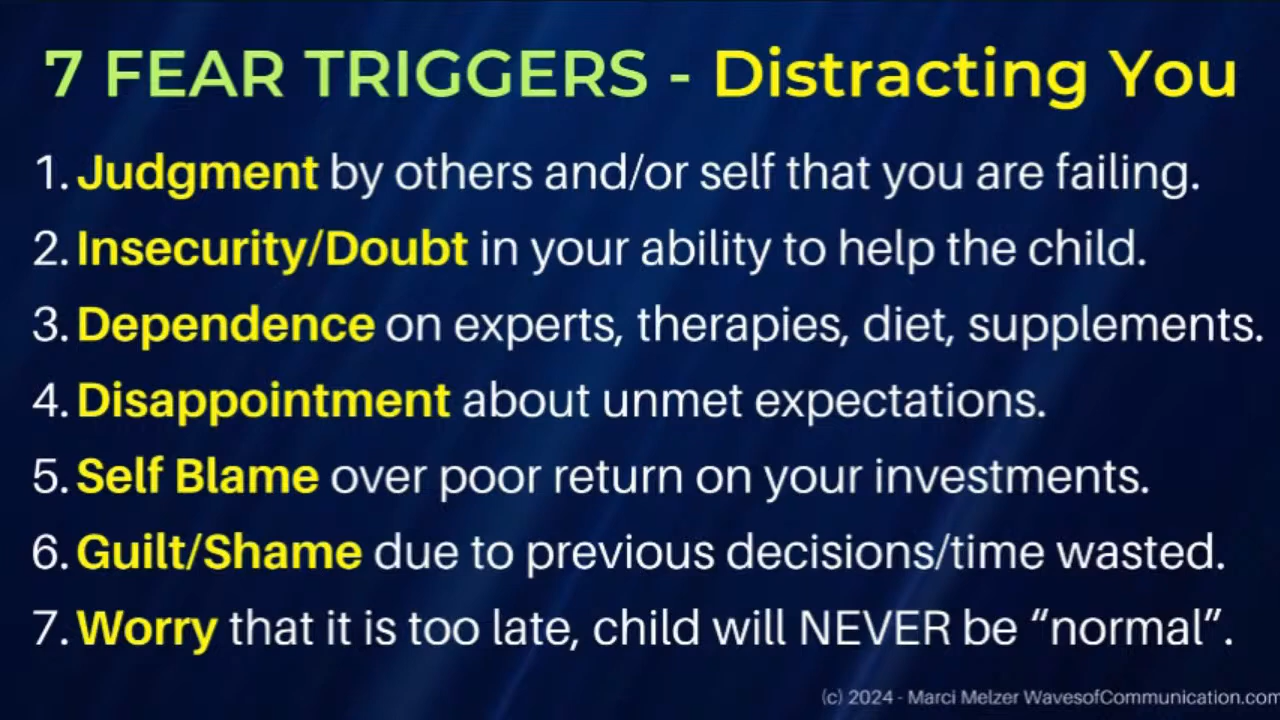 7 FEAR TRIGGERS - Distracting You
1. Judgment by others and/or self that you are failing.
2. Insecurity/Doubt in your ability to help the child.
3. Dependence on experts, therapies, diet, supplements.
4. Disappointment about unmet expectations.
5. Self Blame over poor return on your investments.
6. Guilt/Shame due to previous decisions/time wasted.
7. Worry that it is too late, child will NEVER be “normal”.
(c) 2024 - Marci Melzer WavesofCommunication.com